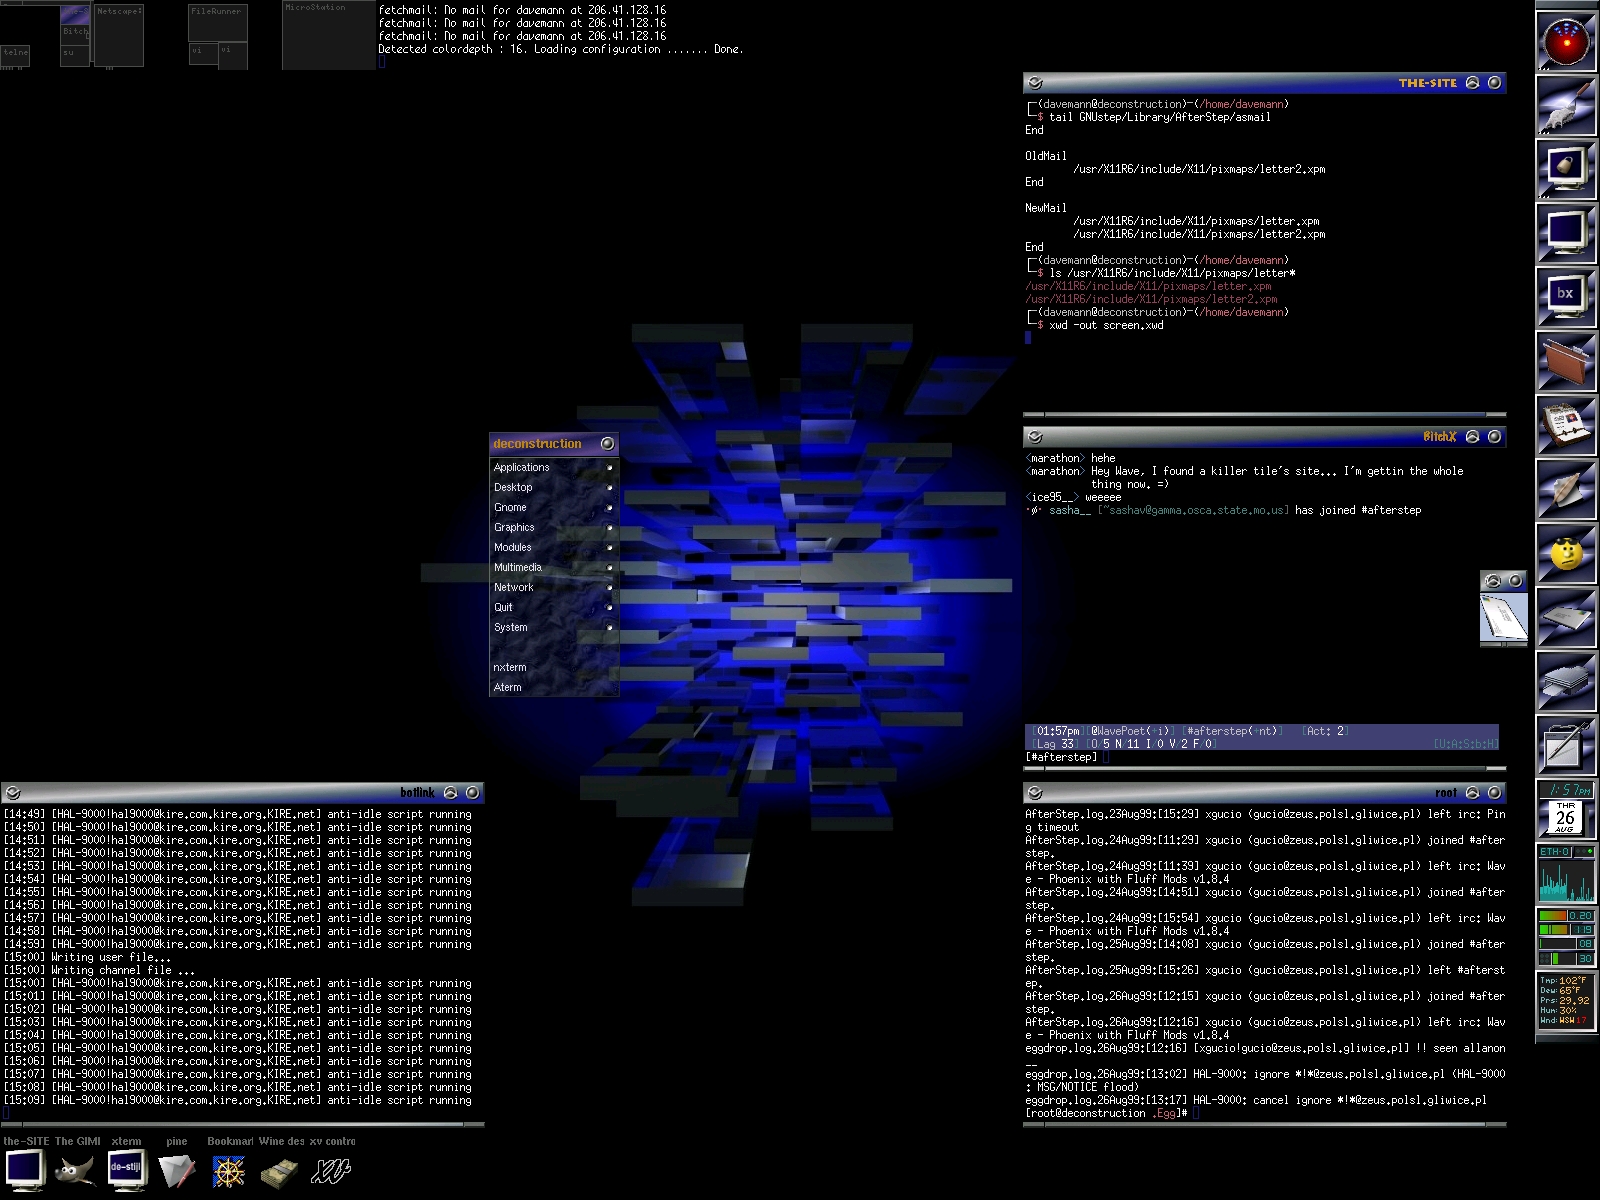 Netscape:
Bitch
telne
su
FileRunner
vi
vi
MicroStation
fetchmail: No mail for davemann at 206.41.128.16
fetchmail: No mail for davemann at 206.41.128.16
fetchmail: No mail for davemann at 206.41.128.16
Detected colordepth : 16. Loading configuration ....... Done.
THE-SITE
(davemann@deconstruction)-(/home/davemann)
$ tail GNUstep/Library/AfterStep/asmail
End
OldMail
/usr/X11R6/include/X11/pixmaps/letter2.xpm
End
NewMail
/usr/X11R6/include/X11/pixmaps/letter.xpm
/usr/X11R6/include/X11/pixmaps/letter2.xpm
End
(davemann@deconstruction)-(/home/davemann)
$ ls /usr/X11R6/include/X11/pixmaps/letter*
/usr/X11R6/include/X11/pixmaps/letter.xpm
/usr/X11R6/include/X11/pixmaps/letter2.xpm
(davemann@deconstruction)-(/home/davemann)
$ xwd -out screen.xwd
BitchX
<marathon> hehe
<marathon> Hey Wave, I found a killer tile's site... I'm gettin the whole
thing now. =)
<ice95__> weeeee
·ø· sasha__ [~sashav@gamma.osca.state.mo.us] has joined #afterstep
[01:57pm][@WavePoet(+i)] [#afterstep(+nt)] [Act: 2]
[Lag 33] [O/5 N/11 I/0 V/2 F/0] [U:A:S:b:H]
[#afterstep]
deconstruction
Applications
Desktop
Gnome
Graphics
Modules
Multimedia
Network
Quit
System
nxterm
Aterm
botlink
[14:49] [HAL-9000!hal9000@kire.com.kire.org.KIRE.net] anti-idle script running
[14:50] [HAL-9000!hal9000@kire.com.kire.org.KIRE.net] anti-idle script running
[14:51] [HAL-9000!hal9000@kire.com.kire.org.KIRE.net] anti-idle script running
[14:52] [HAL-9000!hal9000@kire.com.kire.org.KIRE.net] anti-idle script running
[14:53] [HAL-9000!hal9000@kire.com.kire.org.KIRE.net] anti-idle script running
[14:54] [HAL-9000!hal9000@kire.com.kire.org.KIRE.net] anti-idle script running
[14:55] [HAL-9000!hal9000@kire.com.kire.org.KIRE.net] anti-idle script running
[14:56] [HAL-9000!hal9000@kire.com.kire.org.KIRE.net] anti-idle script running
[14:57] [HAL-9000!hal9000@kire.com.kire.org.KIRE.net] anti-idle script running
[14:58] [HAL-9000!hal9000@kire.com.kire.org.KIRE.net] anti-idle script running
[14:59] [HAL-9000!hal9000@kire.com.kire.org.KIRE.net] anti-idle script running
[15:00] Writing user file...
[15:00] Writing channel file ...
[15:00] [HAL-9000!hal9000@kire.com.kire.org.KIRE.net] anti-idle script running
[15:01] [HAL-9000!hal9000@kire.com.kire.org.KIRE.net] anti-idle script running
[15:02] [HAL-9000!hal9000@kire.com.kire.org.KIRE.net] anti-idle script running
[15:03] [HAL-9000!hal9000@kire.com.kire.org.KIRE.net] anti-idle script running
[15:04] [HAL-9000!hal9000@kire.com.kire.org.KIRE.net] anti-idle script running
[15:05] [HAL-9000!hal9000@kire.com.kire.org.KIRE.net] anti-idle script running
[15:06] [HAL-9000!hal9000@kire.com.kire.org.KIRE.net] anti-idle script running
[15:07] [HAL-9000!hal9000@kire.com.kire.org.KIRE.net] anti-idle script running
[15:08] [HAL-9000!hal9000@kire.com.kire.org.KIRE.net] anti-idle script running
[15:09] [HAL-9000!hal9000@kire.com.kire.org.KIRE.net] anti-idle script running
root
AfterStep.log.23Aug99:[15:29] xgucio (gucio@zeus.polsl.gliwice.pl) left irc: Pin
g timeout
AfterStep.log.24Aug99:[11:29] xgucio (gucio@zeus.polsl.gliwice.pl) joined #after
step.
AfterStep.log.24Aug99:[11:39] xgucio (gucio@zeus.polsl.gliwice.pl) left irc: Wav
e - Phoenix with Fluff Mods v1.8.4
AfterStep.log.24Aug99:[14:51] xgucio (gucio@zeus.polsl.gliwice.pl) joined #after
step.
AfterStep.log.24Aug99:[15:54] xgucio (gucio@zeus.polsl.gliwice.pl) left irc: Wav
e - Phoenix with Fluff Mods v1.8.4
AfterStep.log.25Aug99:[14:08] xgucio (gucio@zeus.polsl.gliwice.pl) joined #after
step.
AfterStep.log.25Aug99:[15:26] xgucio (gucio@zeus.polsl.gliwice.pl) left #afterst
ep.
AfterStep.log.26Aug99:[12:15] xgucio (gucio@zeus.polsl.gliwice.pl) joined #after
step.
AfterStep.log.26Aug99:[12:16] xgucio (gucio@zeus.polsl.gliwice.pl) left irc: Wav
e - Phoenix with Fluff Mods v1.8.4
eggdrop.log.26Aug99:[12:16] [xgucio!gucio@zeus.polsl.gliwice.pl] !! seen allanon
__
eggdrop.log.26Aug99:[13:02] HAL-9000: ignore *!*@zeus.polsl.gliwice.pl (HAL-9000
: MSG/NOTICE flood)
eggdrop.log.26Aug99:[13:17] HAL-9000: cancel ignore *!*@zeus.polsl.gliwice.pl
[root@deconstruction .Egg]#
bx
1:57PM
THR
26
AUG
ETH-0
0.20
119
08
30
Tmp: 102°F
Dew: 65°F
Prs: 29.92
Hum: 30%
Wnd: WSW 17
the-SITE
The GIMI
xterm
pine
Bookmarl
Wine des
xv contro
de-stijl
xv